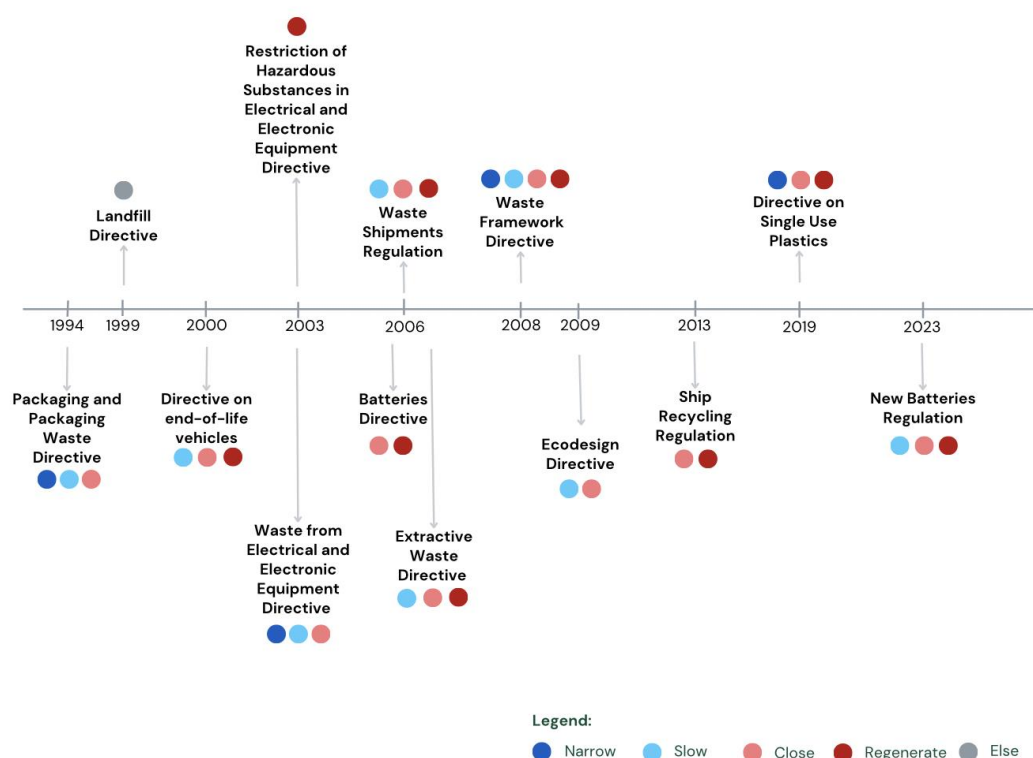 Restriction of
Hazardous
Substances in
Electrical and
Electronic
Equipment
Directive
Landfill
Directive
Waste
Shipments
Regulation
Waste
Framework
Directive
Directive on
Single Use
Plastics
1994
1999
2000
2003
2006
2008
2009
2013
2019
2023
Packaging and
Packaging
Waste
Directive
Directive on
end-of-life
vehicles
Batteries
Directive
Ecodesign
Directive
Ship
Recycling
Regulation
New Batteries
Regulation
Waste from
Electrical and
Electronic
Equipment
Directive
Extractive
Waste
Directive
Legend:
Narrow
Slow
Close
Regenerate
Else